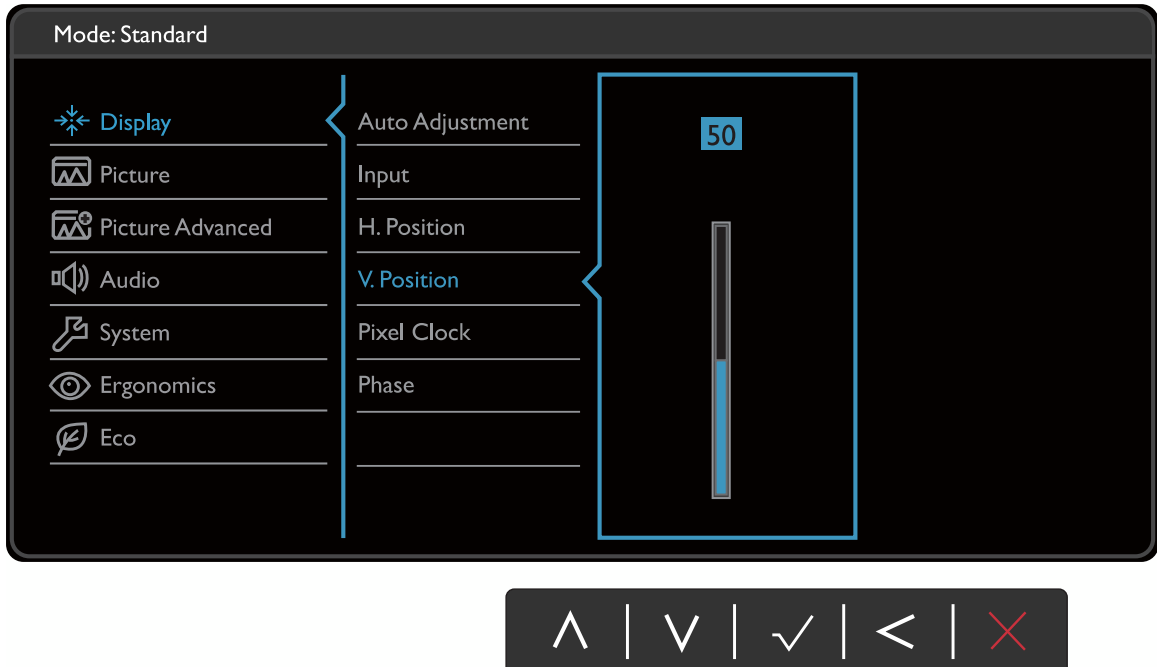 Mode: Standard
Display
Picture
Picture Advanced
Audio
System
Ergonomics
Eco
Auto Adjustment
Input
H. Position
V. Position
Pixel Clock
Phase
50